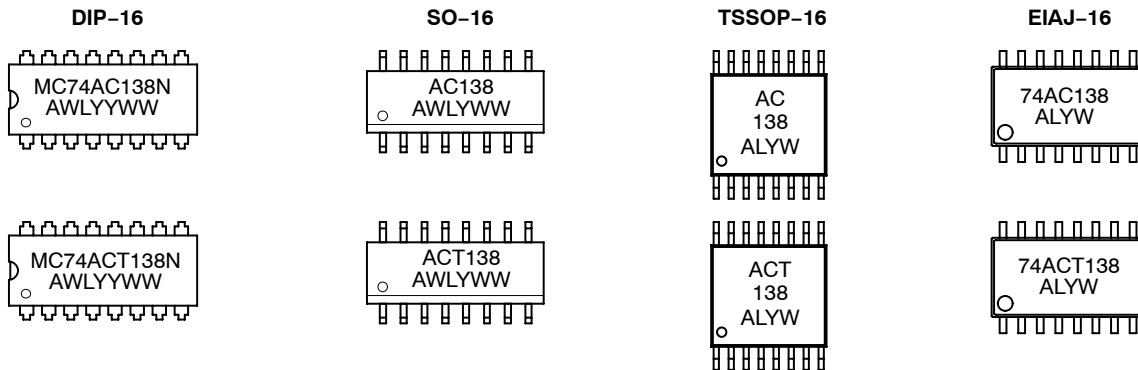 DIP−16
SO−16
TSSOP−16
EIAJ−16
MC74AC138N
AWLYYWW
AC138
AWLYWW
AC
138
ALYW
74AC138
ALYW
MC74ACT138N
AWLYYWW
ACT138
AWLYWW
ACT
138
ALYW
74ACT138
ALYW